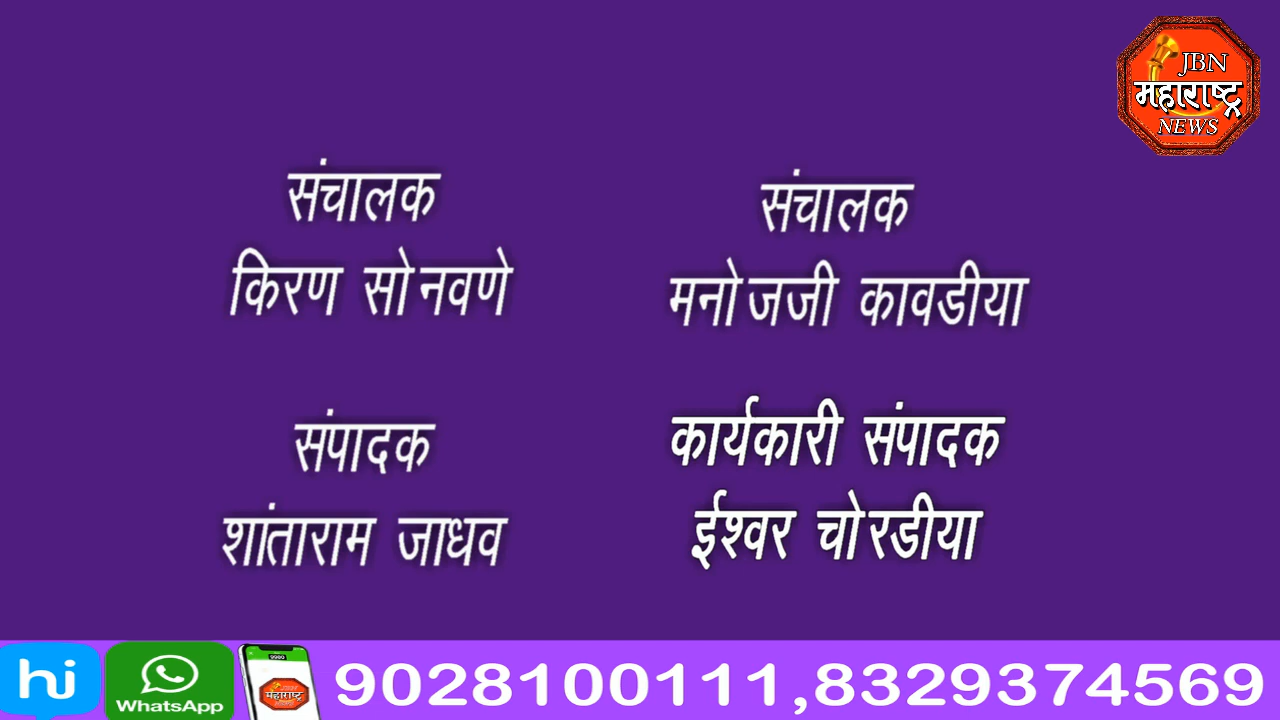 JBN
महाराष्ट्र
NEWS
संचालक
किरण सोनवणे
संचालक
मनोजजी कावडीया
संपादक
शांताराम जाधव
कार्यकारी संपादक
ईश्वर चोरडीया
hi
WhatsApp
महाराष्ट्र
9028100111,8329374569